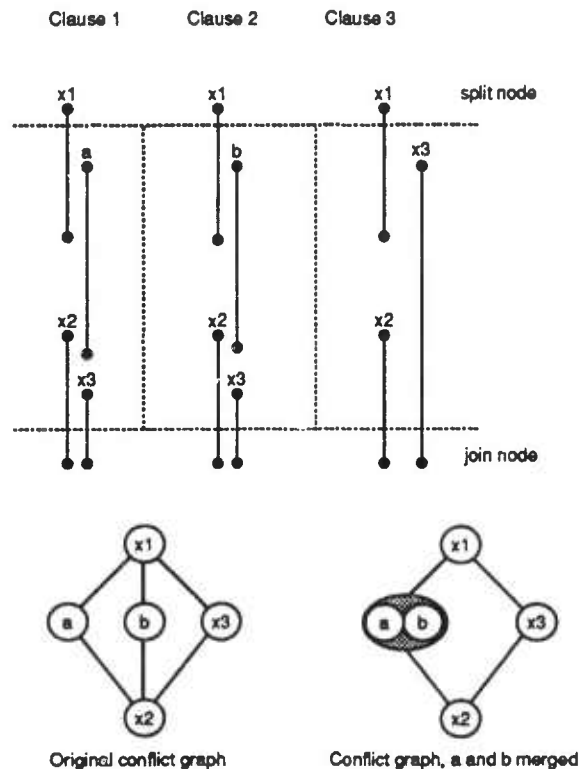 Clause 1 Clause 2 Clause 3
x1 x1 x1 split node
a b x3
x2 x2 x2
x3 x3
join node
x1 x1
a b x3 a b x3
x2 x2
Original conflict graph Conflict graph, a and b merged